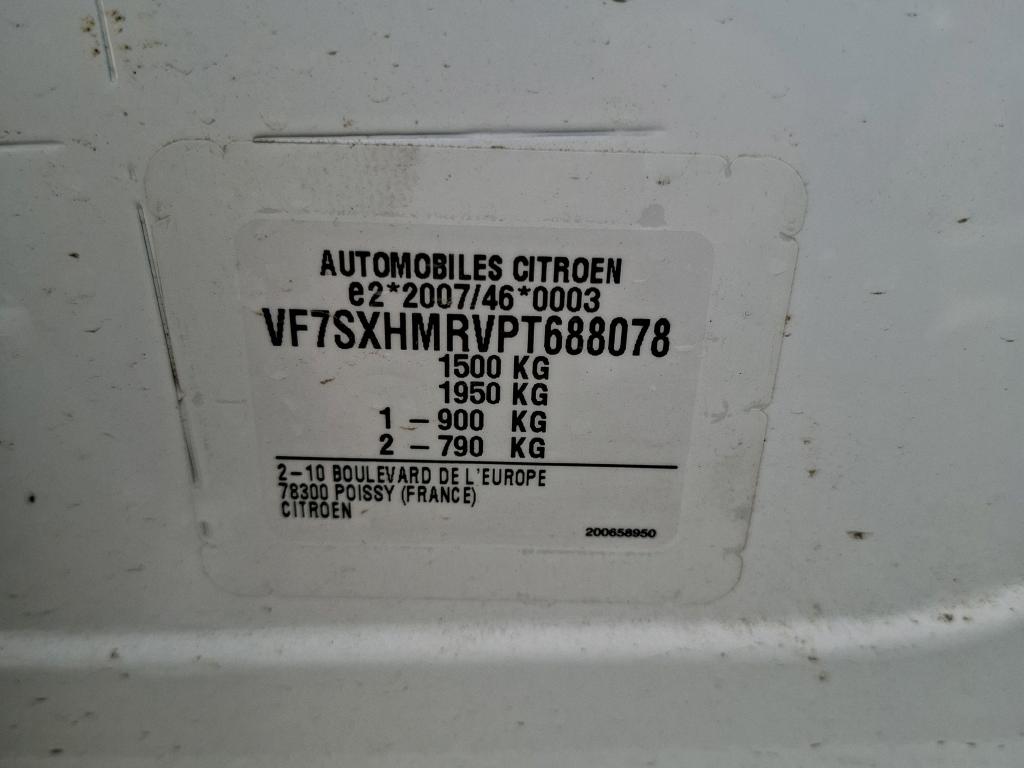 AUTOMOBILES CITROEN
e2*2007/46*0003
VF7SXHMRVPT688078
1500 KG
1950 KG
1 - 900 KG
2 - 790 KG
2-10 BOULEVARD DE L'EUROPE
78300 POISSY (FRANCE)
CITROEN
200658950